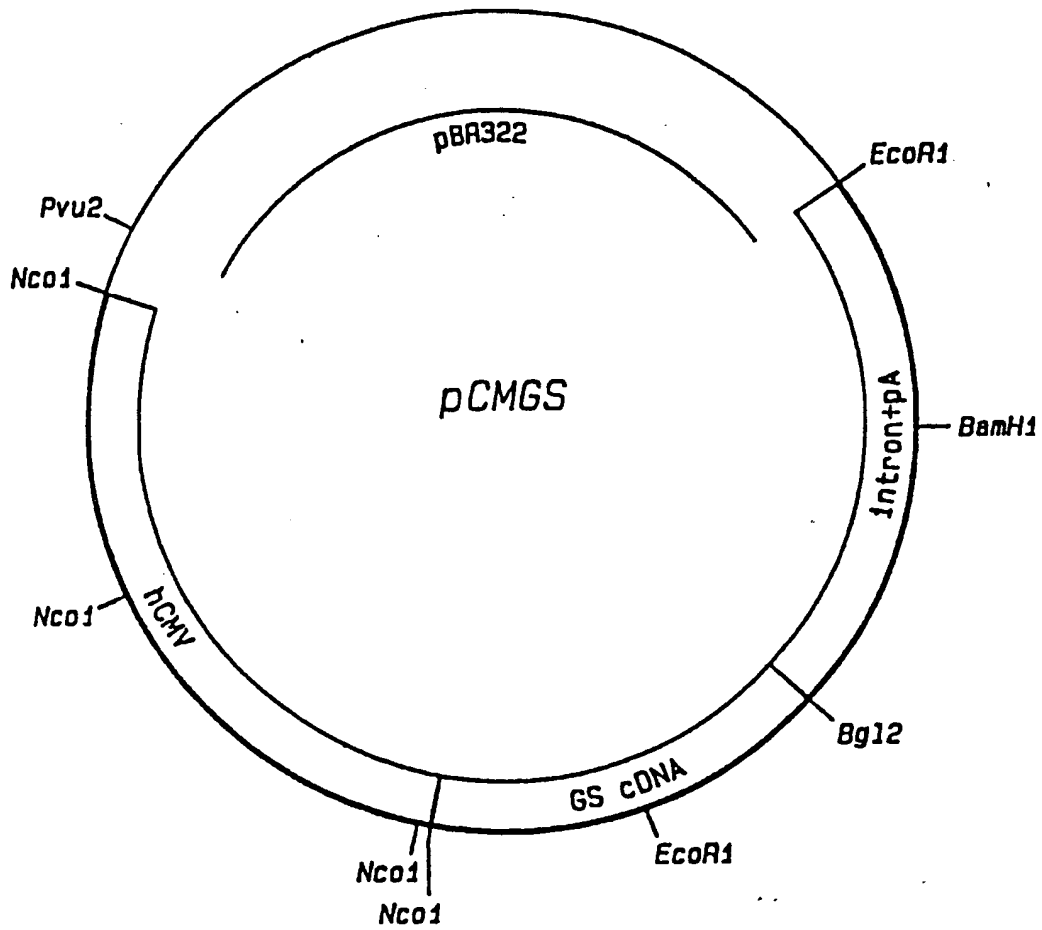 pBR322
EcoR1
Pvu2
Nco1
pCMGS
intron+pA
BamH1
Nco1
hCMV
Bgl2
GS cDNA
EcoR1
Nco1
Nco1